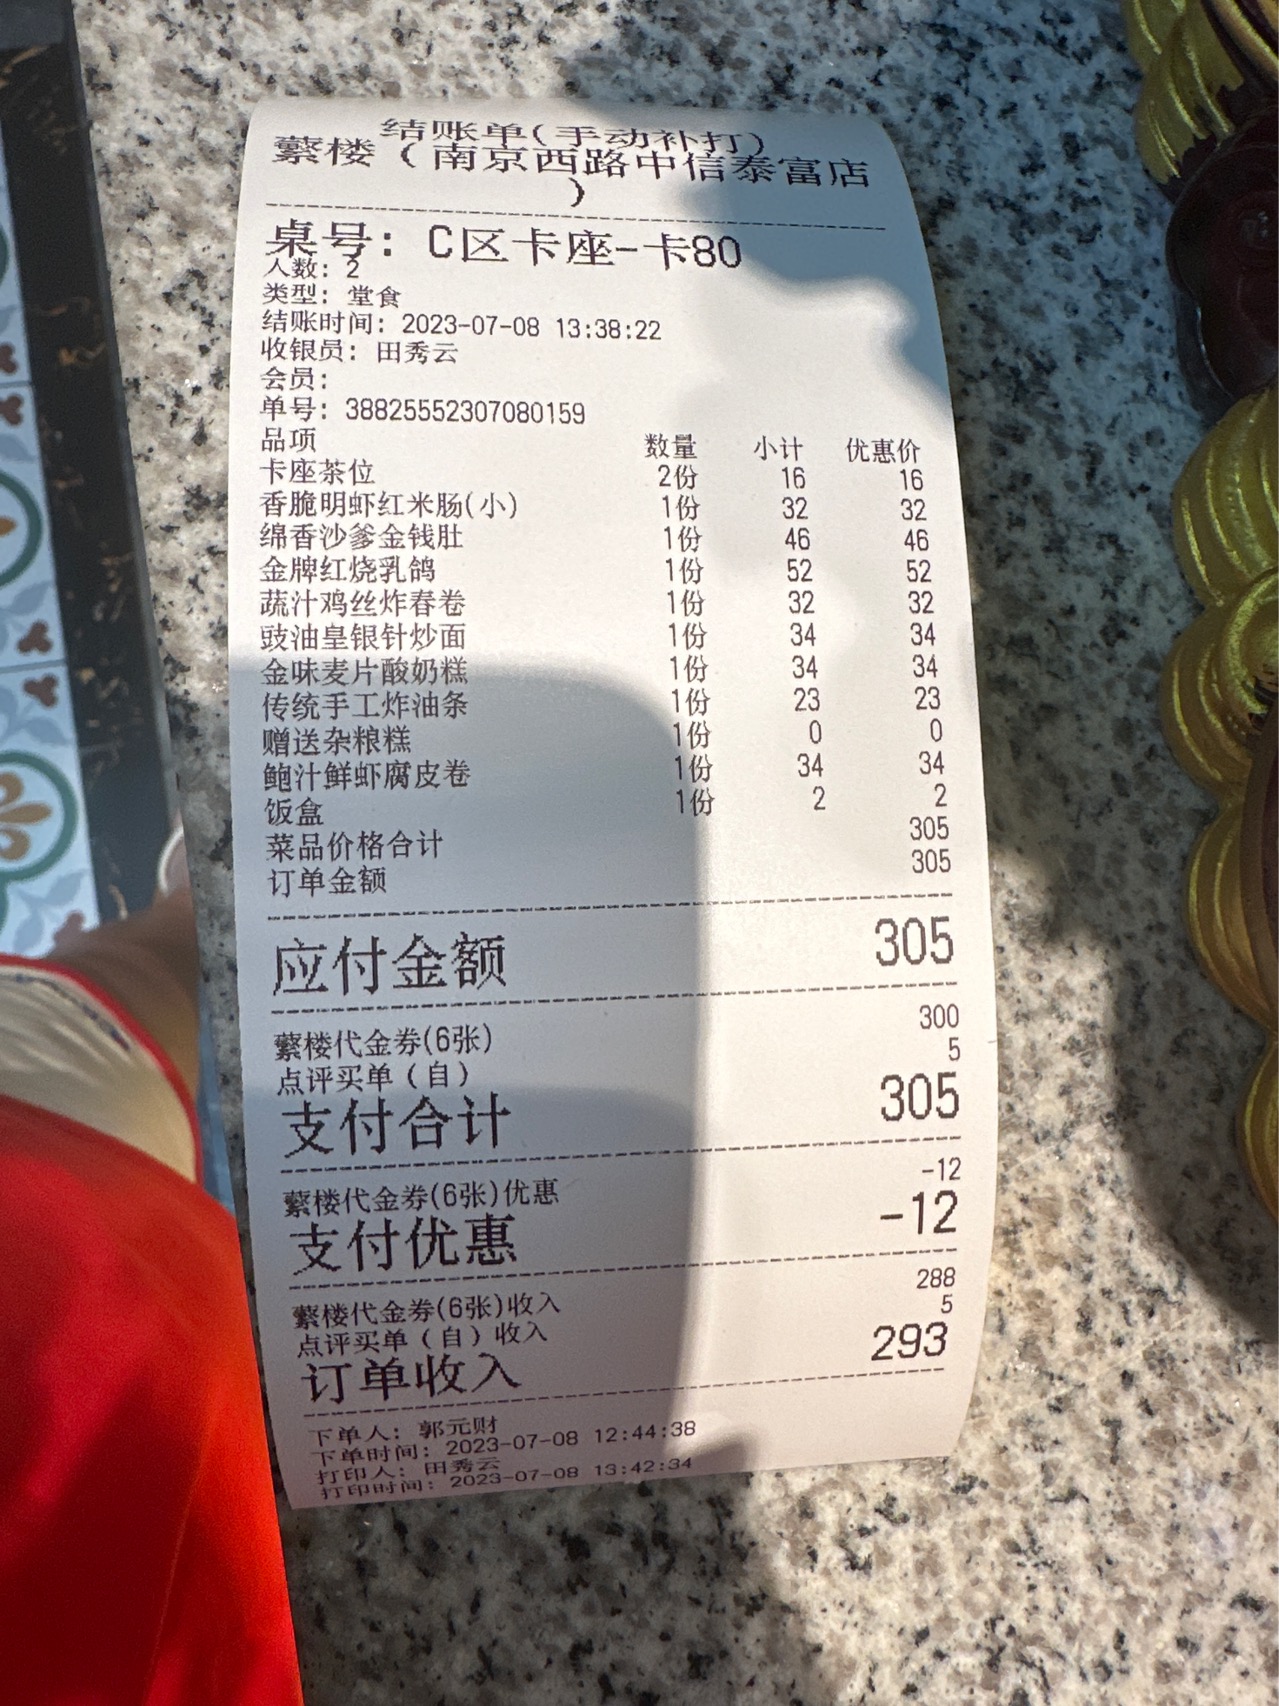 结账单(手动补打)
蘩楼（南京西路中信泰富店
）
桌号: C区卡座-卡80
人数: 2
类型: 堂食
结账时间: 2023-07-08 13:38:22
收银员: 田秀云
会员:
单号: 38825552307080159
品项 数量 小计 优惠价
卡座茶位 2份 16 16
香脆明虾红米肠(小) 1份 32 32
绵香沙爹金钱肚 1份 46 46
金牌红烧乳鸽 1份 52 52
蔬汁鸡丝炸春卷 1份 32 32
豉油皇银针炒面 1份 34 34
金味麦片酸奶糕 1份 34 34
传统手工炸油条 1份 23 23
赠送杂粮糕 1份 0 0
鲍汁鲜虾腐皮卷 1份 34 34
饭盒 1份 2 2
菜品价格合计 305
订单金额 305
应付金额 305
蘩楼代金券(6张) 300
点评买单（自） 5
支付合计 305
蘩楼代金券(6张)优惠 -12
支付优惠 -12
蘩楼代金券(6张)收入 288
点评买单（自）收入 5
订单收入 293
下单人: 郭元财
下单时间: 2023-07-08 12:44:38
打印人: 田秀云
打印时间: 2023-07-08 13:42:34